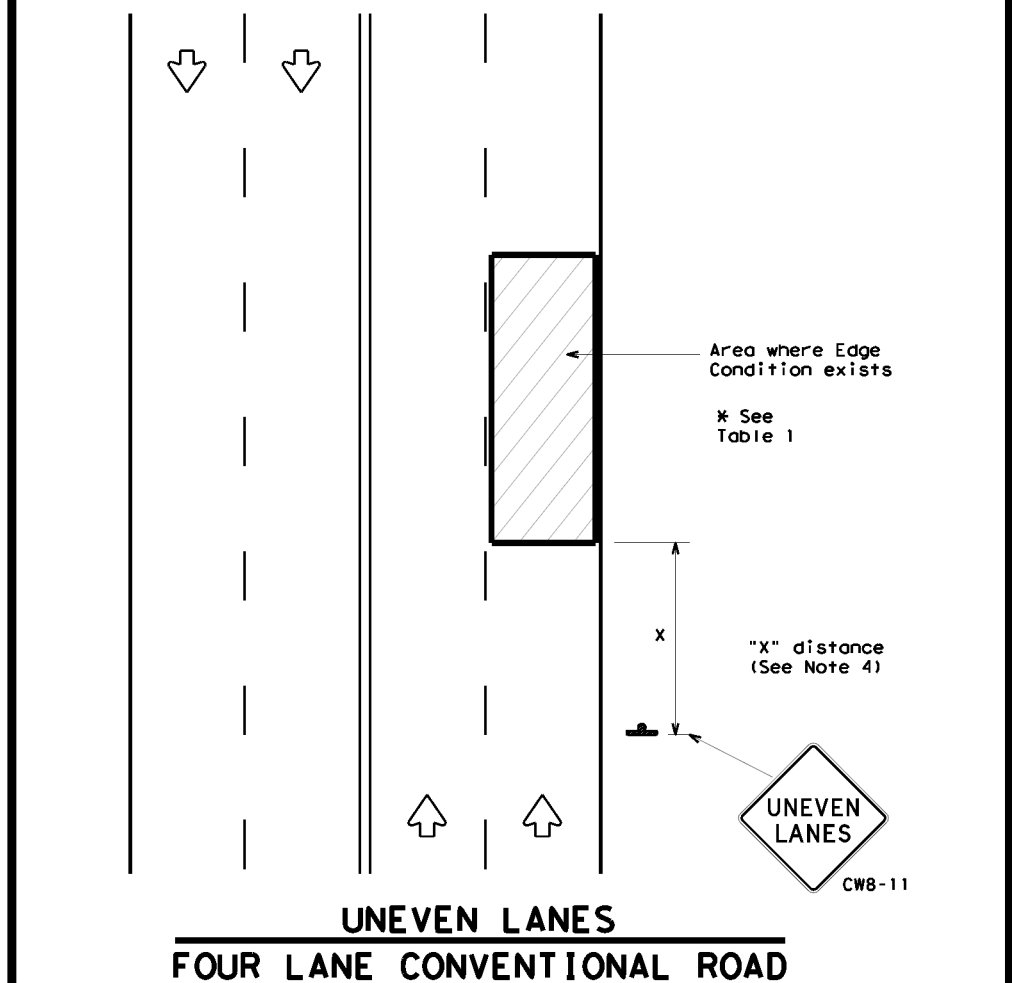 Area where Edge
Condition exists
* See
Table 1
X
"X" distance
(See Note 4)
UNEVEN
LANES
CW8-11
UNEVEN LANES
FOUR LANE CONVENTIONAL ROAD